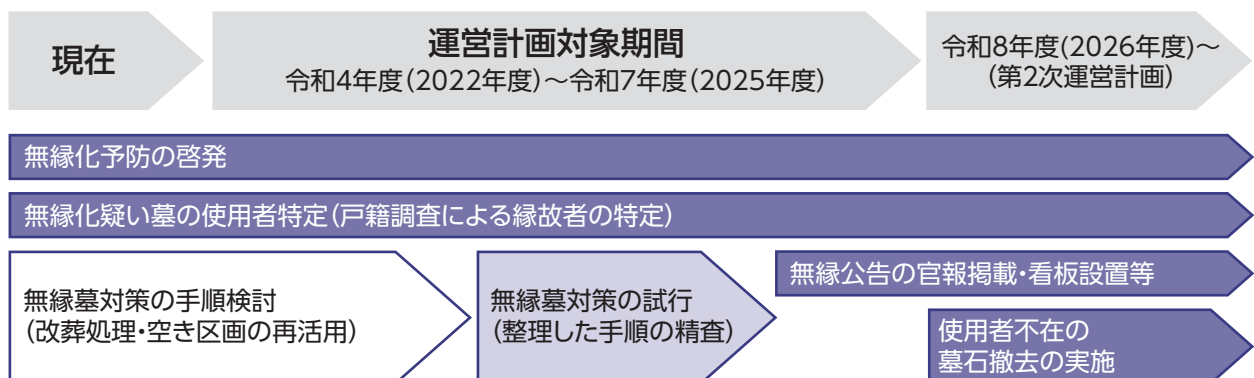 現在
運営計画対象期間
令和4年度(2022年度)〜令和7年度(2025年度)
令和8年度(2026年度)〜
(第2次運営計画)
無縁化予防の啓発
無縁化疑い墓の使用者特定(戸籍調査による縁故者の特定)
無縁墓対策の手順検討
(改葬処理・空き区画の再活用)
無縁墓対策の試行
(整理した手順の精査)
無縁公告の官報掲載・看板設置等
使用者不在の
墓石撤去の実施